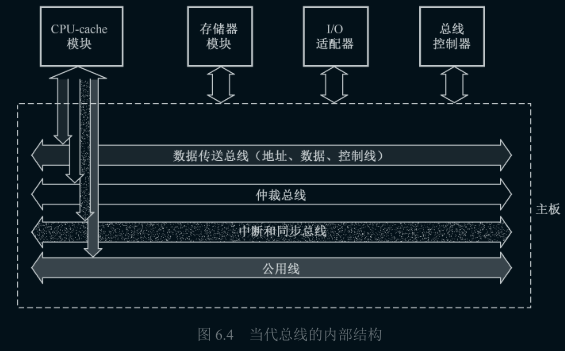 CPU-cache
模块
存储器
模块
I/O
适配器
总线
控制器
数据传送总线（地址、数据、控制线）
仲裁总线
主板
中断和同步总线
公用线
图 6.4 当代总线的内部结构